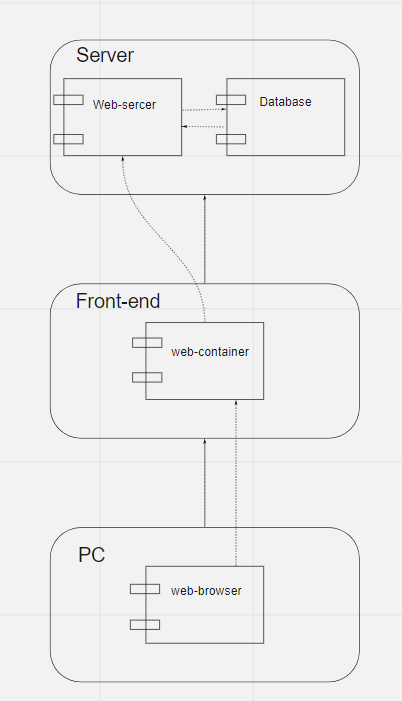 Server
Web-sercer
Database
Front-end
web-container
PC
web-browser